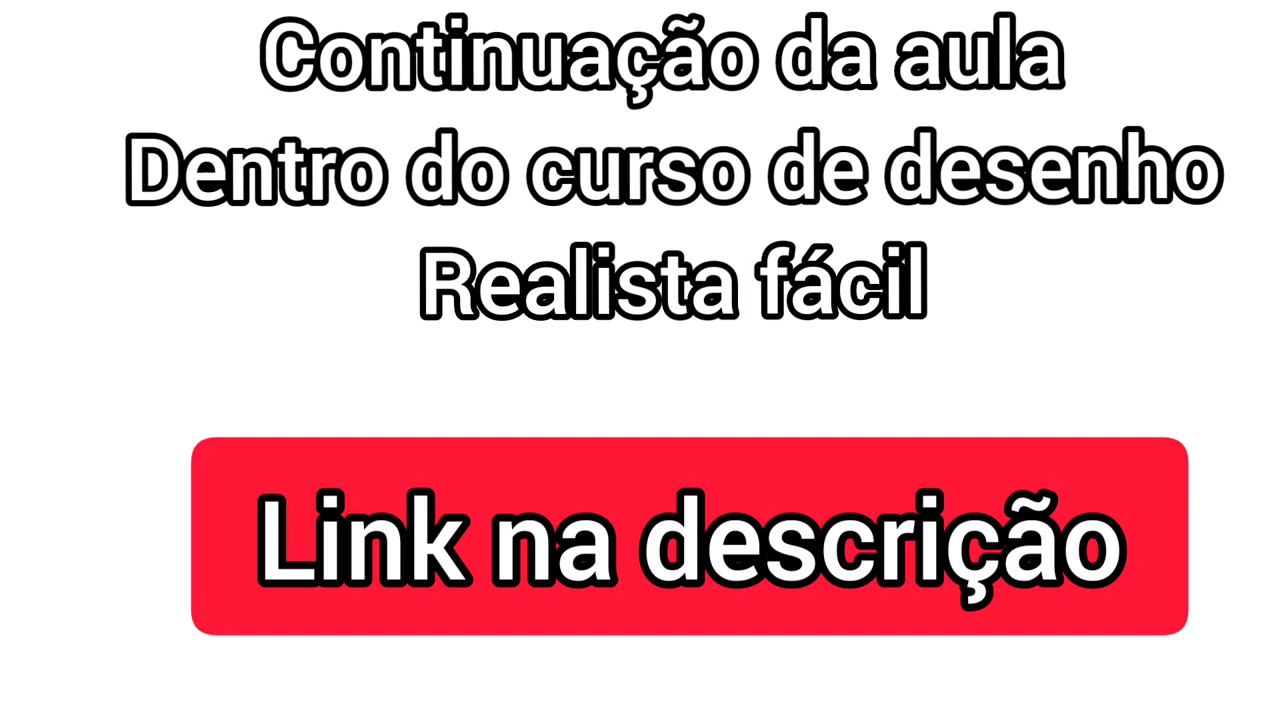 Continuação da aula
Dentro do curso de desenho
Realista fácil
Link na descrição